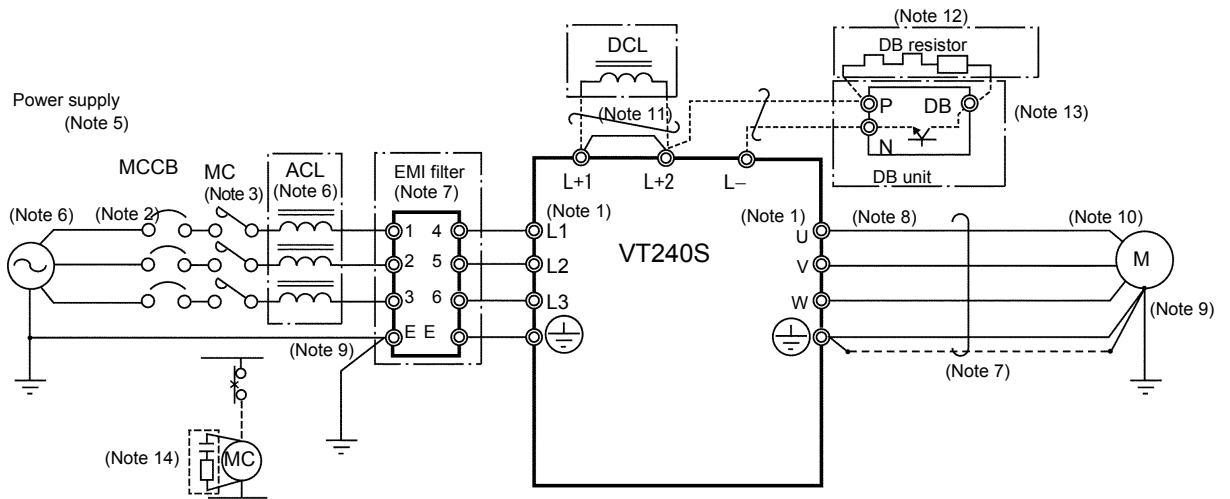 (Note 12)
DCL
DB resistor
Power supply
(Note 5)
(Note 11)
P
DB
(Note 13)
N
DB unit
MCCB
MC
(Note 3)
ACL
(Note 6)
EMI filter
(Note 7)
L+1
L+2
L−
(Note 6)
(Note 2)
(Note 1)
(Note 1)
(Note 8)
(Note 10)
1
4
L1
U
2
5
L2
VT240S
V
M
3
6
L3
W
E
E
(Note 9)
(Note 9)
(Note 7)
(Note 14)
MC